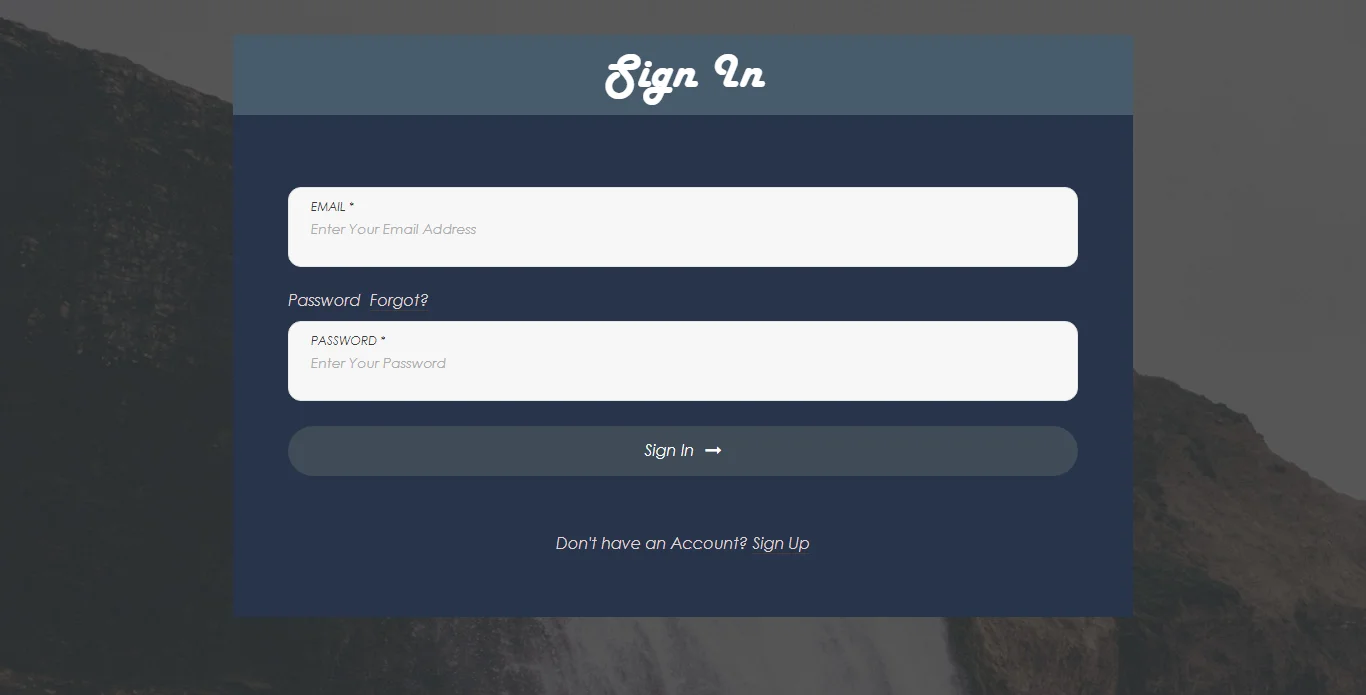 Sign In
EMAIL *
Enter Your Email Address
Password Forgot?
PASSWORD *
Enter Your Password
Sign In ➞
Don't have an Account? Sign Up